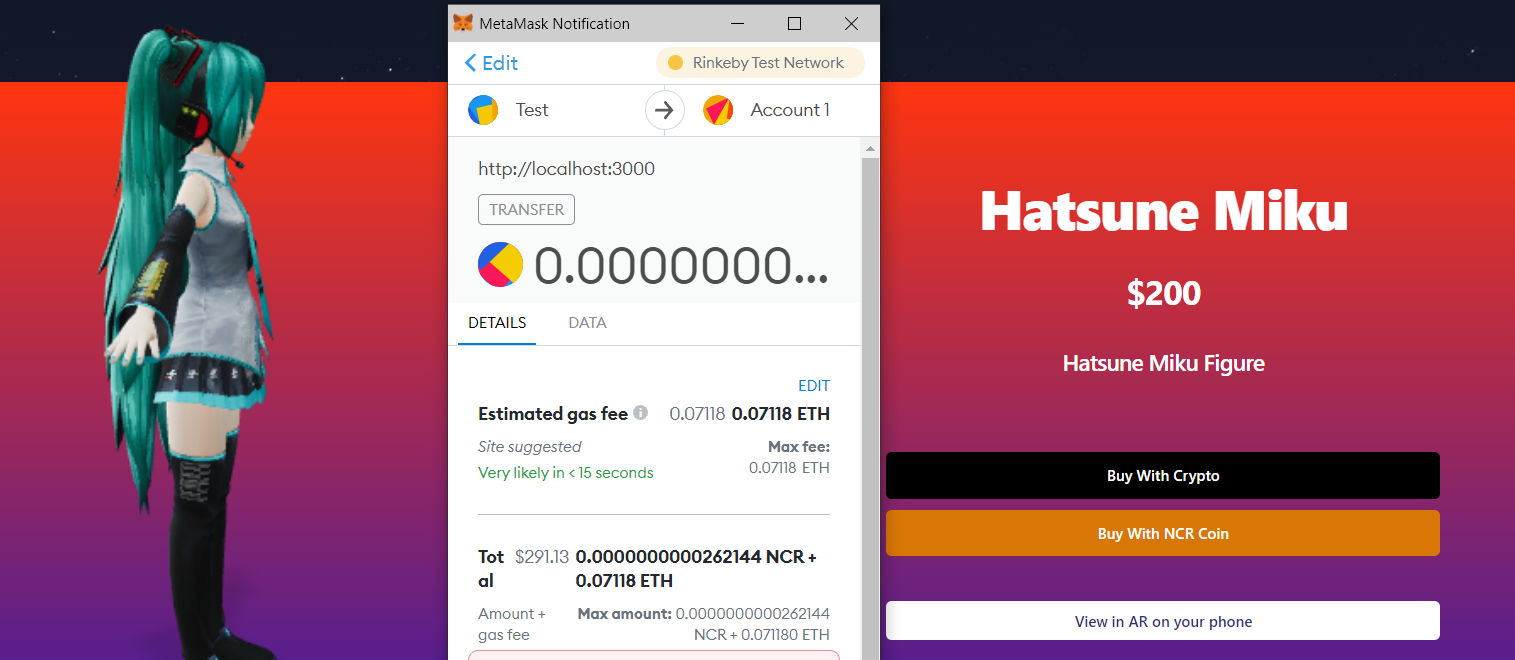 MetaMask Notification
Edit
Rinkeby Test Network
Test
Account 1
http://localhost:3000
TRANSFER
0.0000000...
DETAILS
DATA
EDIT
Estimated gas fee 0.07118 0.07118 ETH
Site suggested
Max fee:
Very likely in < 15 seconds
0.07118 ETH
Tot $291.13 0.0000000000262144 NCR +
al 0.07118 ETH
Amount + Max amount: 0.0000000000262144
gas fee NCR + 0.071180 ETH
Hatsune Miku
$200
Hatsune Miku Figure
Buy With Crypto
Buy With NCR Coin
View in AR on your phone